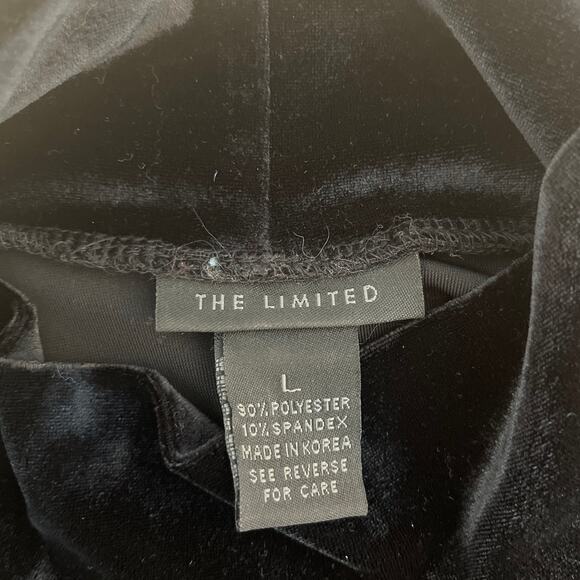 THE LIMITED
L
90% POLYESTER
10% SPANDEX
MADE IN KOREA
SEE REVERSE
FOR CARE